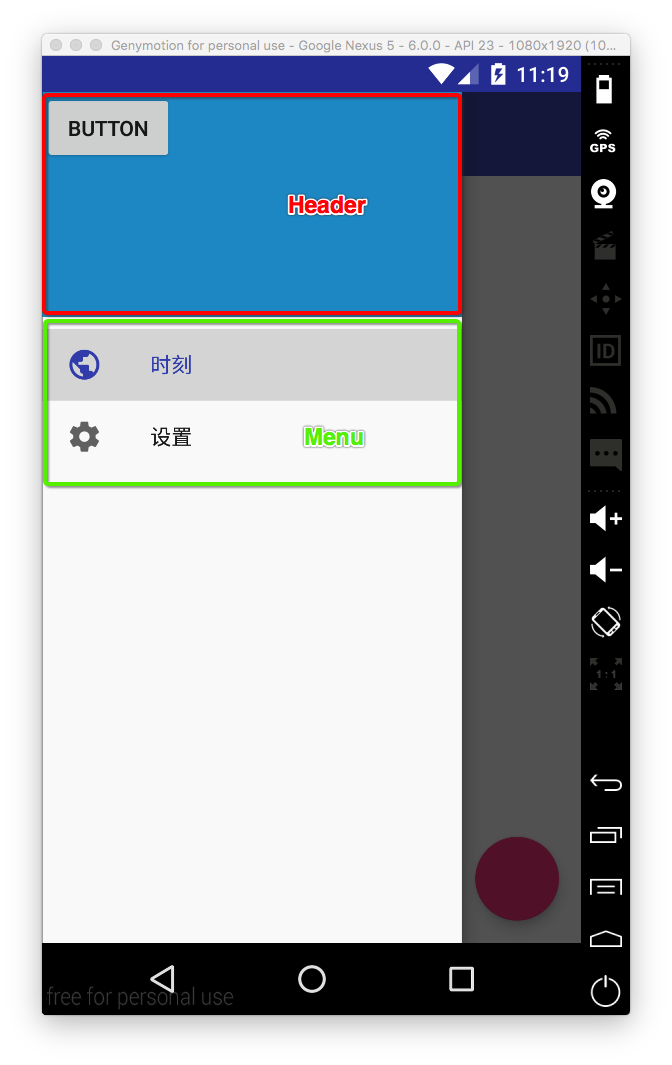 Genymotion for personal use - Google Nexus 5 - 6.0.0 - API 23 - 1080x1920 (10...
11:19
BUTTON
GPS
Header
ID
时刻
设置
Menu
1:1
free for personal use